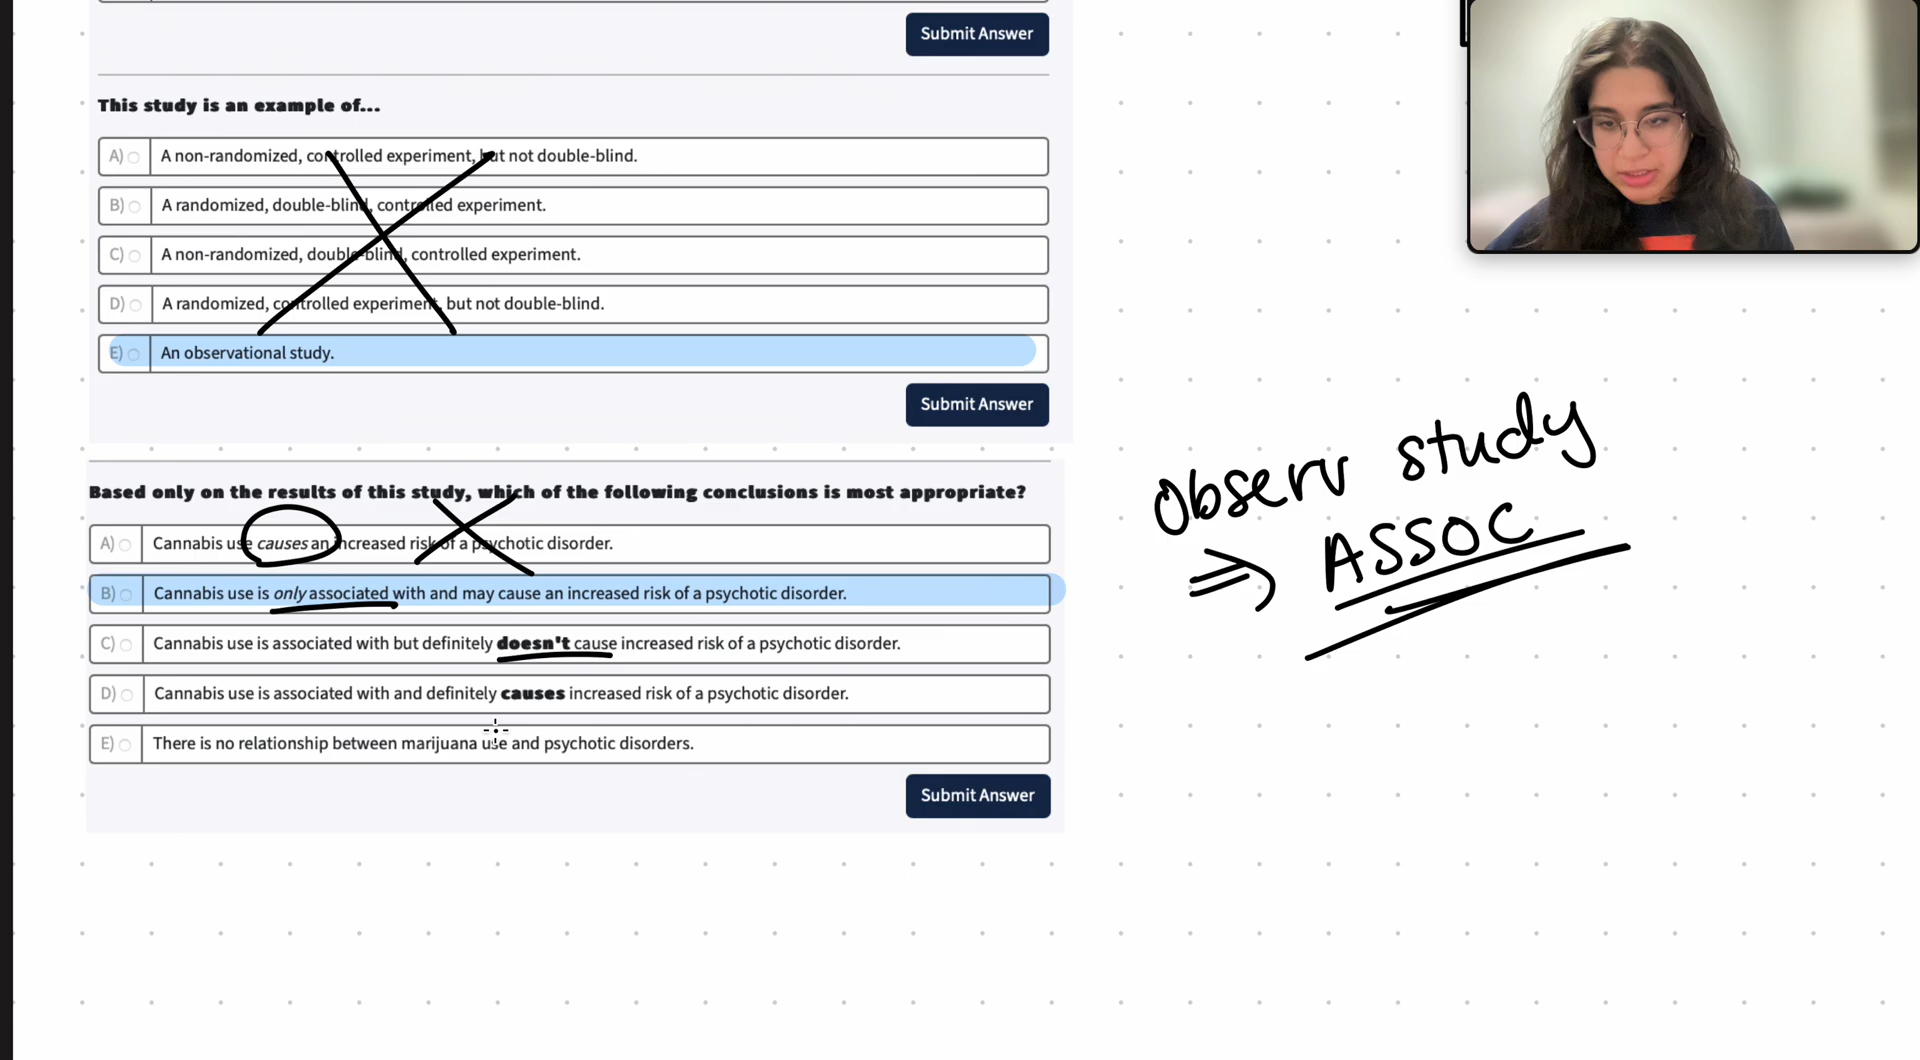 Submit Answer
This study is an example of...
A) A non-randomized, controlled experiment, but not double-blind.
B) A randomized, double-blind, controlled experiment.
C) A non-randomized, double-blind, controlled experiment.
D) A randomized, controlled experiment, but not double-blind.
E) An observational study.
Submit Answer
Based only on the results of this study, which of the following conclusions is most appropriate?
A) Cannabis use causes an increased risk of a psychotic disorder.
B) Cannabis use is only associated with and may cause an increased risk of a psychotic disorder.
C) Cannabis use is associated with but definitely doesn't cause increased risk of a psychotic disorder.
D) Cannabis use is associated with and definitely causes increased risk of a psychotic disorder.
E) There is no relationship between marijuana use and psychotic disorders.
Submit Answer
Observ study
⇒ ASSOC